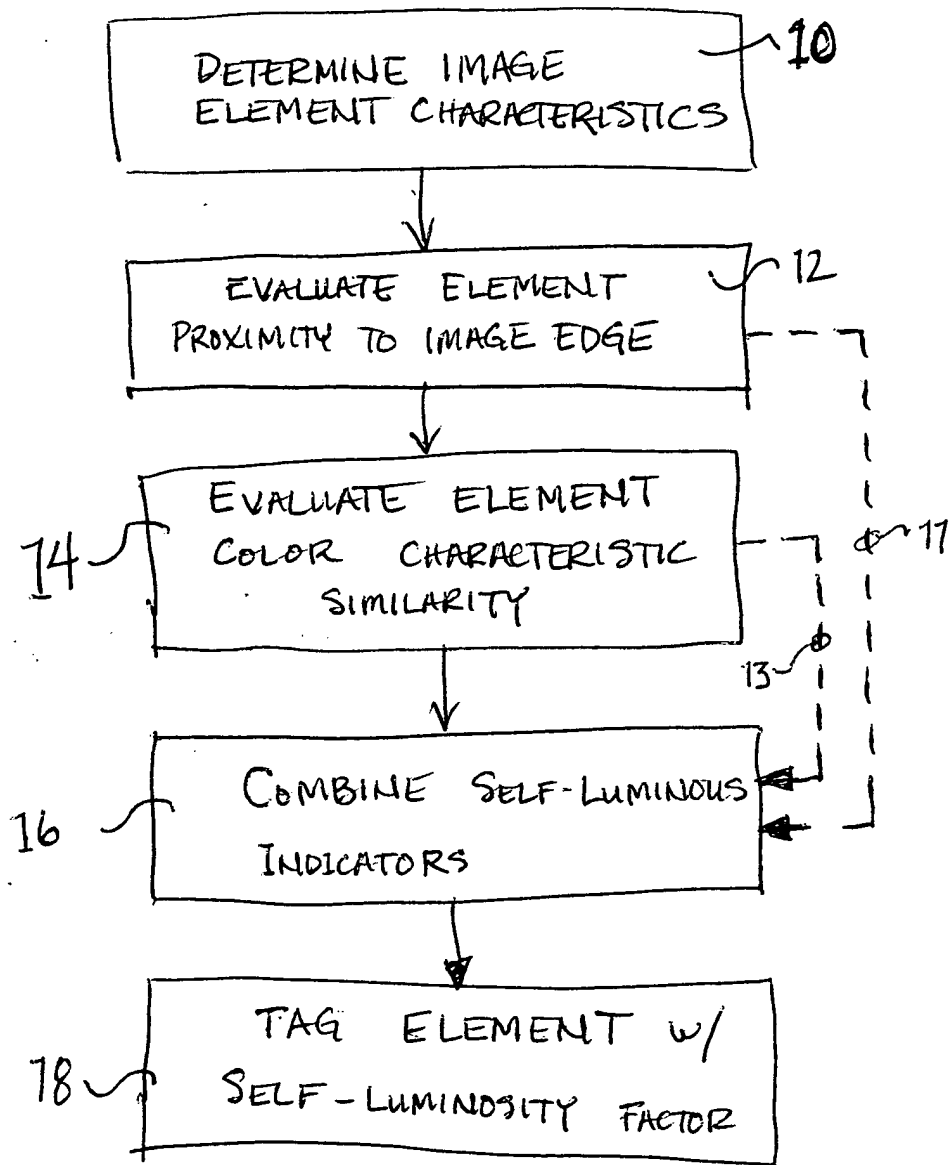 10
DETERMINE IMAGE
ELEMENT CHARACTERISTICS
12
EVALUATE ELEMENT
PROXIMITY TO IMAGE EDGE
14
EVALUATE ELEMENT
COLOR CHARACTERISTIC
SIMILARITY
11
13
16
COMBINE SELF-LUMINOUS
INDICATORS
18
TAG ELEMENT W/
SELF-LUMINOSITY FACTOR